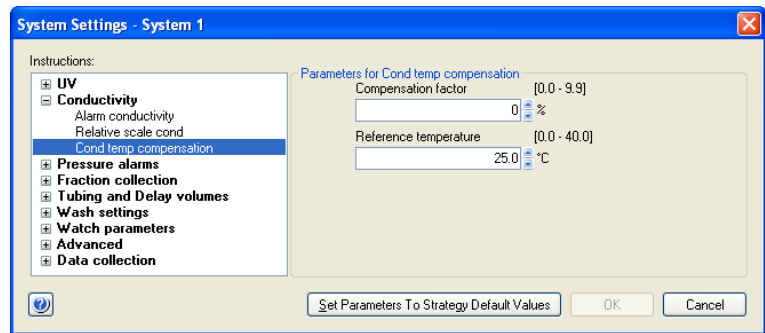 System Settings - System 1
Instructions:
UV
Conductivity
Alarm conductivity
Relative scale cond
Cond temp compensation
Pressure alarms
Fraction collection
Tubing and Delay volumes
Wash settings
Watch parameters
Advanced
Data collection
Parameters for Cond temp compensation
Compensation factor [0.0 - 9.9]
0 %
Reference temperature [0.0 - 40.0]
25.0 °C
Set Parameters To Strategy Default Values OK Cancel